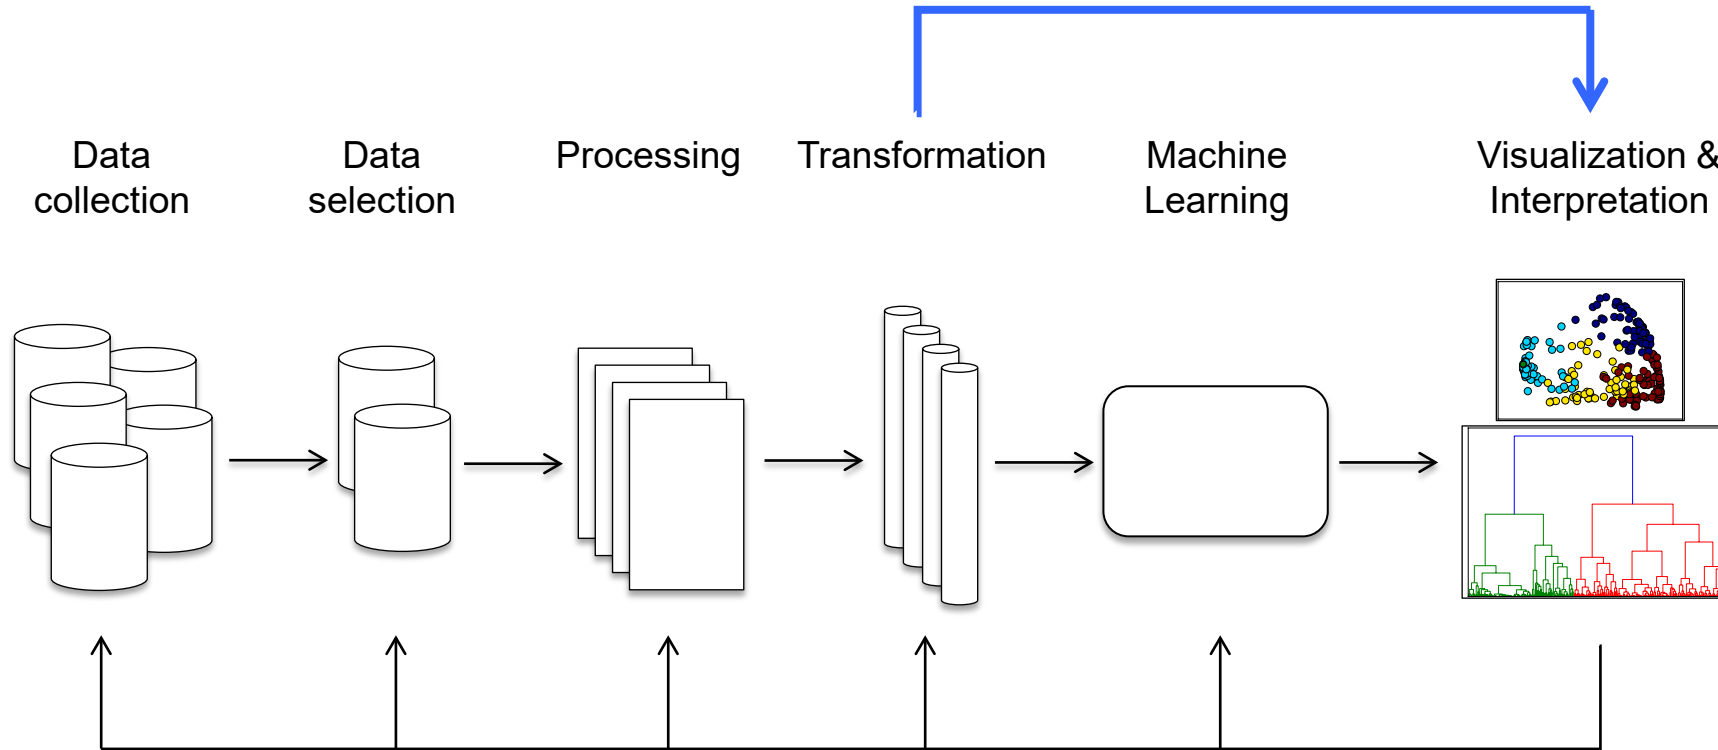 Data
collection
Data
selection
Processing
Transformation
Machine
Learning
Visualization &
Interpretation